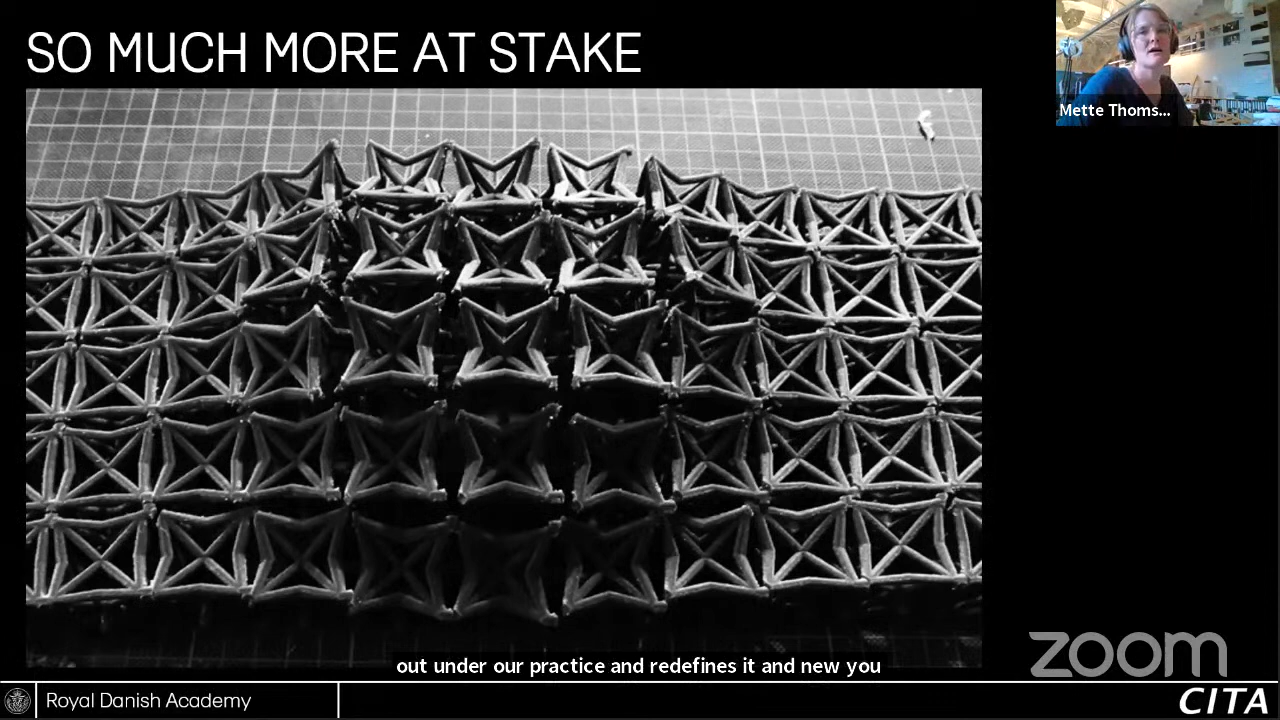 SO MUCH MORE AT STAKE
Mette Thoms...
out under our practice and redefines it and new you
zoom
Royal Danish Academy
CITA